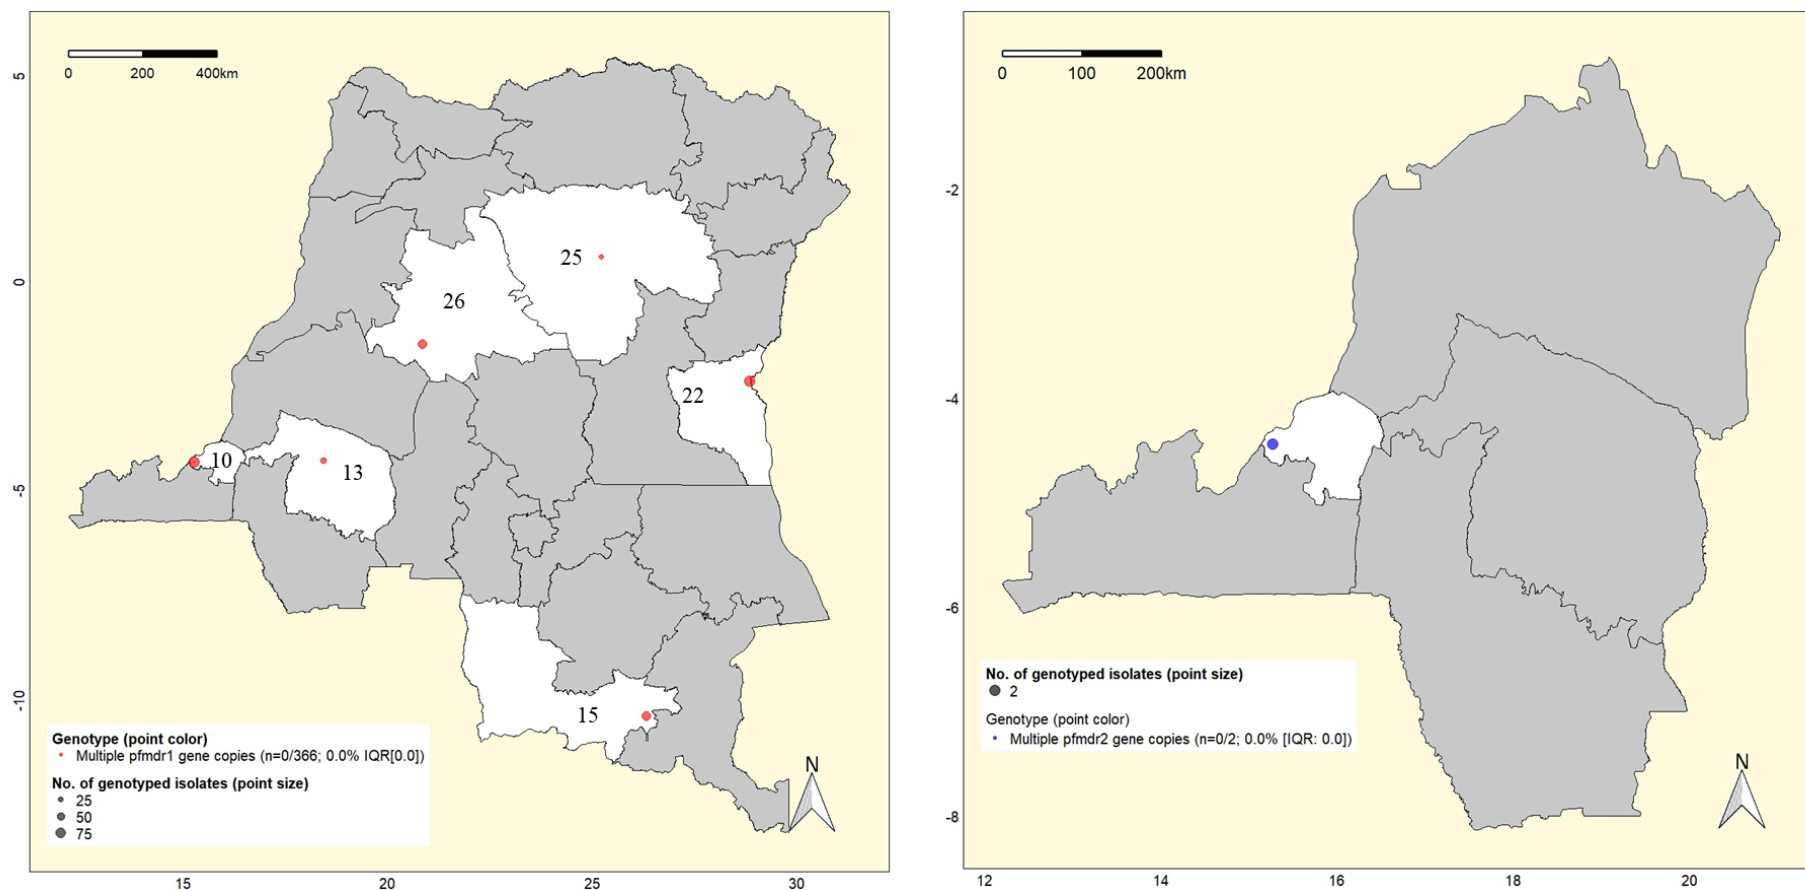 0 200 400km
5
0
-5
-10
25
26
22
10
13
15
Genotype (point color)
Multiple pfmdr1 gene copies (n=0/366; 0.0% IQR[0.0])
No. of genotyped isolates (point size)
25
50
75
N
15 20 25 30
0 100 200km
-2
-4
-6
-8
No. of genotyped isolates (point size)
2
Genotype (point color)
Multiple pfmdr2 gene copies (n=0/2; 0.0% [IQR: 0.0])
N
12 14 16 18 20